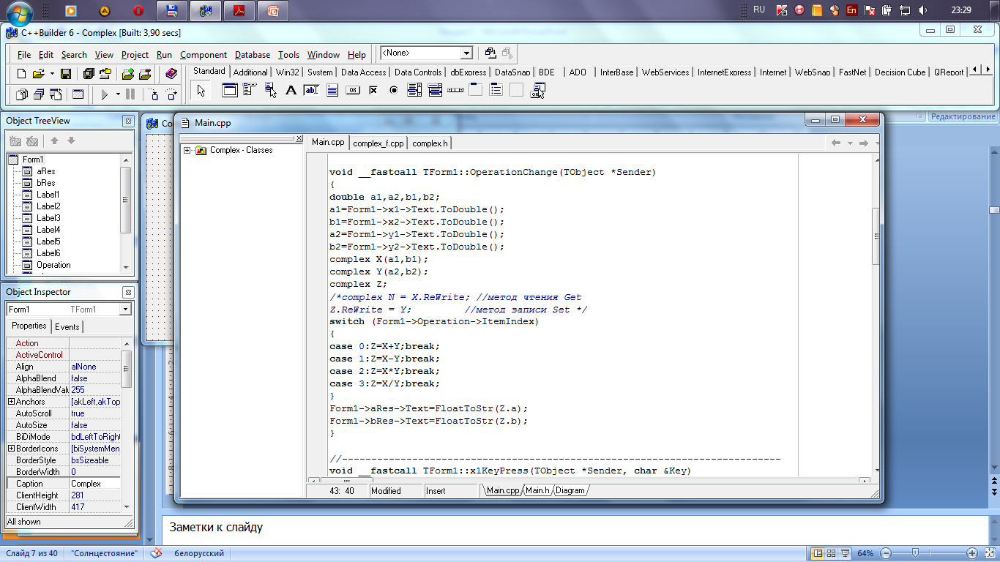 RU
En
23:29
C++Builder 6 - Complex [Built: 3,90 secs]
File Edit Search View Project Run Component Database Tools Window Help
<None>
Standard Additional Win32 System Data Access Data Controls dbExpress DataSnap BDE ADO InterBase WebServices InternetExpress Internet WebSnap FastNet Decision Cube QReport
Редактирование
Object TreeView
Form1
aRes
bRes
Label1
Label2
Label3
Label4
Label5
Label6
Operation
Object Inspector
Form1 TForm1
Properties Events
Action
ActiveControl
Align alNone
AlphaBlend false
AlphaBlendValu 255
Anchors [akLeft,akTop
AutoScroll true
AutoSize false
BiDiMode bdLeftToRight
BorderIcons [biSystemMen
BorderStyle bsSizeable
BorderWidth 0
Caption Complex
ClientHeight 281
ClientWidth 417
All shown
Co
Main.cpp
Complex - Classes
Main.cpp complex_f.cpp complex.h
void __fastcall TForm1::OperationChange(TObject *Sender)
{
double a1,a2,b1,b2;
a1=Form1->x1->Text.ToDouble();
b1=Form1->x2->Text.ToDouble();
a2=Form1->y1->Text.ToDouble();
b2=Form1->y2->Text.ToDouble();
complex X(a1,b1);
complex Y(a2,b2);
complex Z;
/*complex N = X.ReWrite; //метод чтения Get
Z.ReWrite = Y; //метод записи Set */
switch (Form1->Operation->ItemIndex)
{
case 0:Z=X+Y;break;
case 1:Z=X-Y;break;
case 2:Z=X*Y;break;
case 3:Z=X/Y;break;
}
Form1->aRes->Text=FloatToStr(Z.a);
Form1->bRes->Text=FloatToStr(Z.b);
}
//---------------------------------------------------------------------------
void __fastcall TForm1::x1KeyPress(TObject *Sender, char &Key)
43: 40 Modified Insert Main.cpp Main.h Diagram
Заметки к слайду
Слайд 7 из 40 "Солнцестояние" белорусский 64%